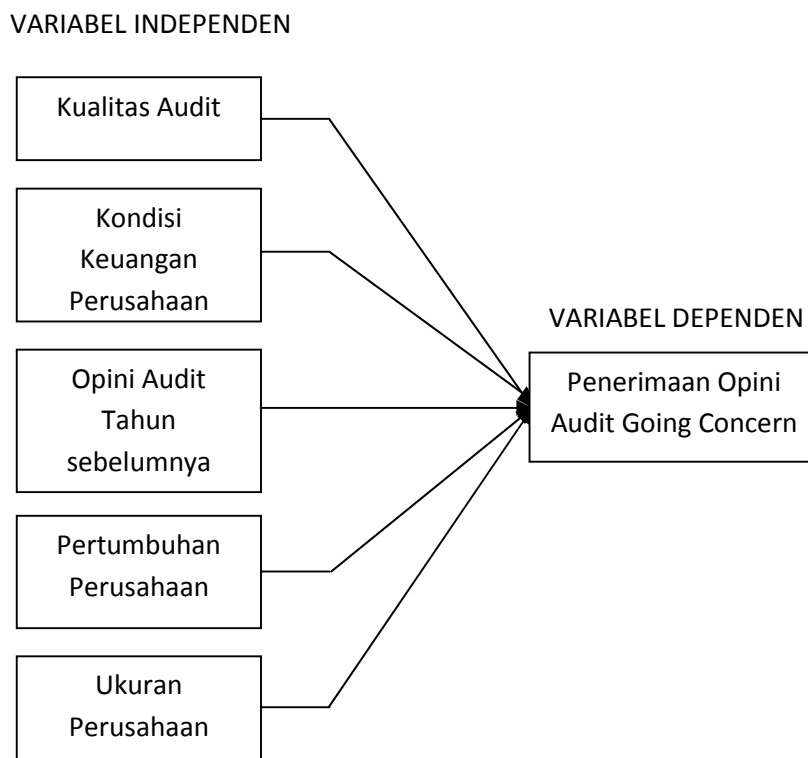 VARIABEL INDEPENDEN
Kualitas Audit
Kondisi
Keuangan
Perusahaan
Opini Audit
Tahun
sebelumnya
Pertumbuhan
Perusahaan
Ukuran
Perusahaan
VARIABEL DEPENDEN
Penerimaan Opini
Audit Going Concern